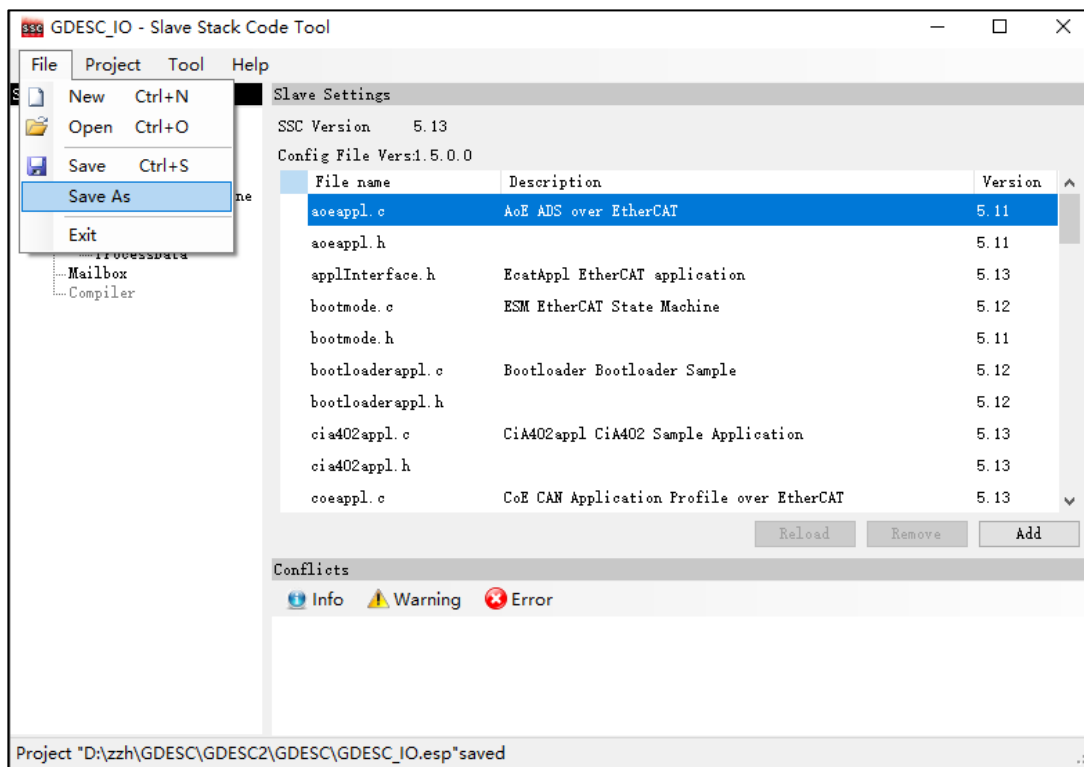 ssc GDESC_IO - Slave Stack Code Tool
File Project Tool Help
New Ctrl+N
Open Ctrl+O
Save Ctrl+S
Save As
Exit
S
ne
ProcessData
Mailbox
Compiler
Slave Settings
SSC Version 5.13
Config File Vers:1.5.0.0
File name Description Version
aoeappl.c AoE ADS over EtherCAT 5.11
aoeappl.h 5.11
applInterface.h EcatAppl EtherCAT application 5.13
bootmode.c ESM EtherCAT State Machine 5.12
bootmode.h 5.11
bootloaderappl.c Bootloader Bootloader Sample 5.12
bootloaderappl.h 5.12
cia402appl.c CiA402appl CiA402 Sample Application 5.13
cia402appl.h 5.13
coeappl.c CoE CAN Application Profile over EtherCAT 5.13
Reload Remove Add
Conflicts
Info Warning Error
Project "D:\zzh\GDESC\GDESC2\GDESC\GDESC_IO.esp"saved